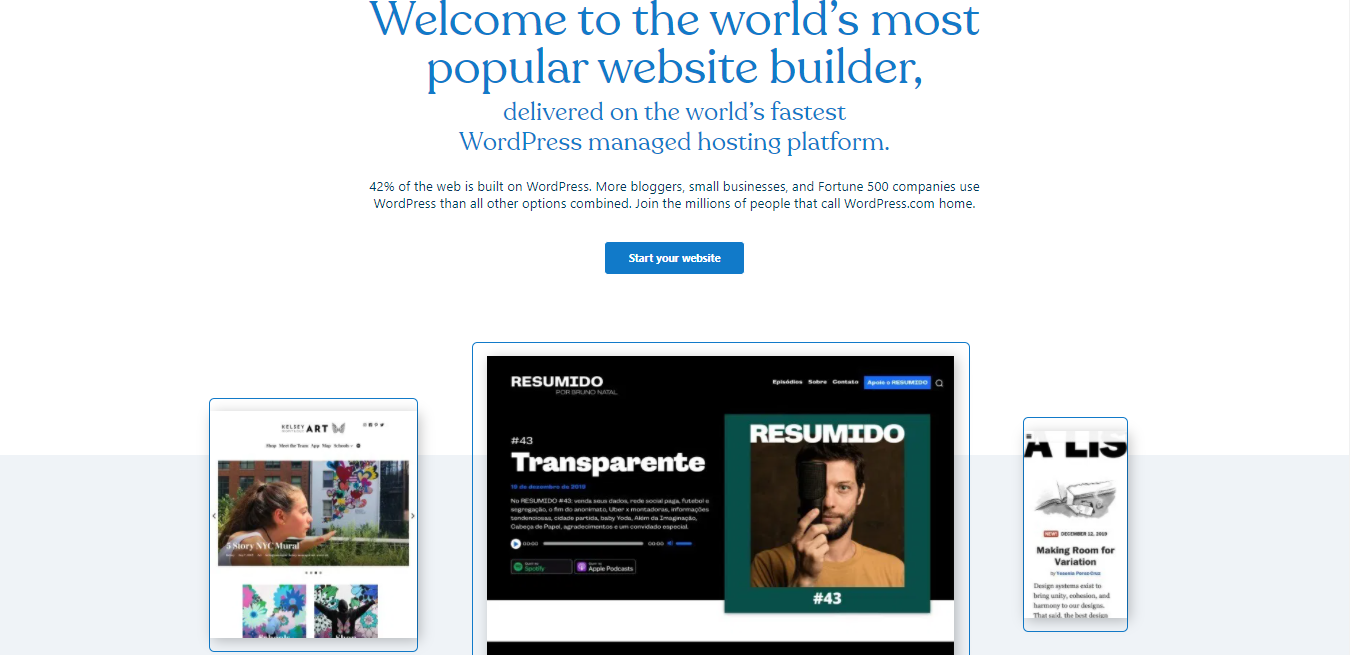 Welcome to the world's most
popular website builder,
delivered on the world's fastest
WordPress managed hosting platform.
42% of the web is built on WordPress. More bloggers, small businesses, and Fortune 500 companies use
WordPress than all other options combined. Join the millions of people that call WordPress.com home.
Start your website
KELSEY
ART
Shop Meet the Team App Map Schools
5 Story NYC Mural
RESUMIDO
POR BRUNO NATAL
Episódios Sobre Contato Apoie o RESUMIDO
#43
Transparente
19 de dezembro de 2019
No RESUMIDO #43: venda seus dados, rede social paga, futebol e
segregação, o fim do anonimato, Uber x montadoras, informações
tendenciosas, cidade partida, baby Yoda, Além da Imaginação,
Cabeça de Papel, agradecimentos e um convidado especial.
00:00 00:00
Spotify
Apple Podcasts
RESUMIDO
#43
A LIS
NEW! DECEMBER 12, 2019
Making Room for
Variation
by Yesenia Perez-Cruz
Design systems exist to
bring unity, cohesion, and
harmony to our designs.
That said, the best design